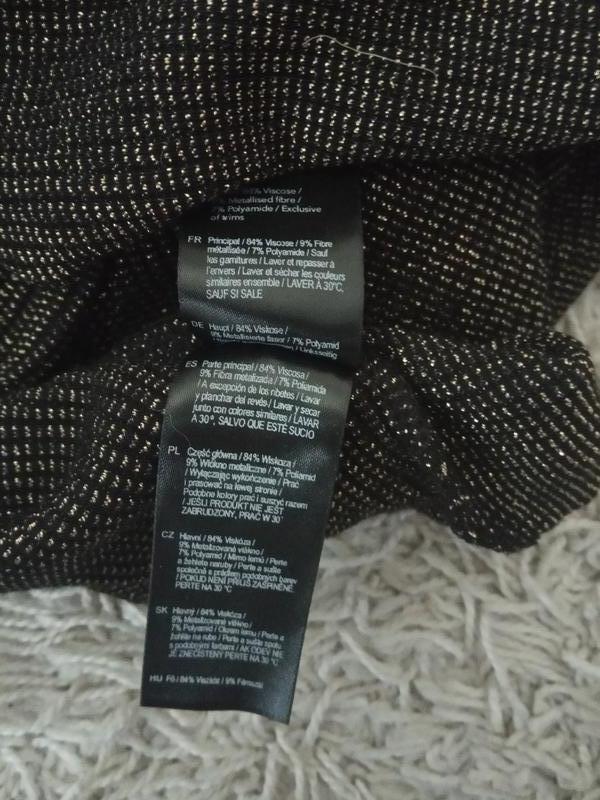 84% Viscose /
Metallised fibre /
7% Polyamide / Exclusive
of trims
FR Principal / 84% Viscose / 9% Fibre
métallisée / 7% Polyamide / Sauf
les garnitures / Laver et repasser à
l'envers / Laver et sécher les couleurs
similaires ensemble / LAVER À 30°C,
SAUF SI SALE
DE Haupt / 84% Viskose /
9% Metallisierte faser / 7% Polyamid
/ Linksseitig
ES Parte principal / 84% Viscosa /
9% Fibra metalizada / 7% Poliamida
/ A excepción de los ribetes / Lavar
y planchar del revés / Lavar y secar
junto con colores similares / LAVAR
A 30°, SALVO QUE ESTÉ SUCIO
PL Część główna / 84% Wiskoza /
9% Włókno metaliczne / 7% Poliamid
/ Wyłączając wykończenie / Prać
i prasować na lewej stronie /
Podobne kolory prać i suszyć razem
/ JEŚLI PRODUKT NIE JEST
ZABRUDZONY, PRAĆ W 30°
CZ Hlavní / 84% Viskóza /
9% Metalizované vlákno /
7% Polyamid / Mimo lemu / Perte
a žehlete naruby / Perte a sušte
společně s prádlem podobných barev
/ POKUD NENÍ PŘÍLIŠ ZAŠPINĚNÉ,
PERTE NA 30 °C
SK Hlavný / 84% Viskóza /
9% Metalizované vlákno /
7% Polyamid / Okrem lemu / Perte a
žehlite na rube / Perte a sušte spolu
s podobnými farbami / AK ODEV NIE
JE ZNEČISTENÝ PERTE NA 30 °C
HU Fő / 84% Viszkóz / 9% Fémszál